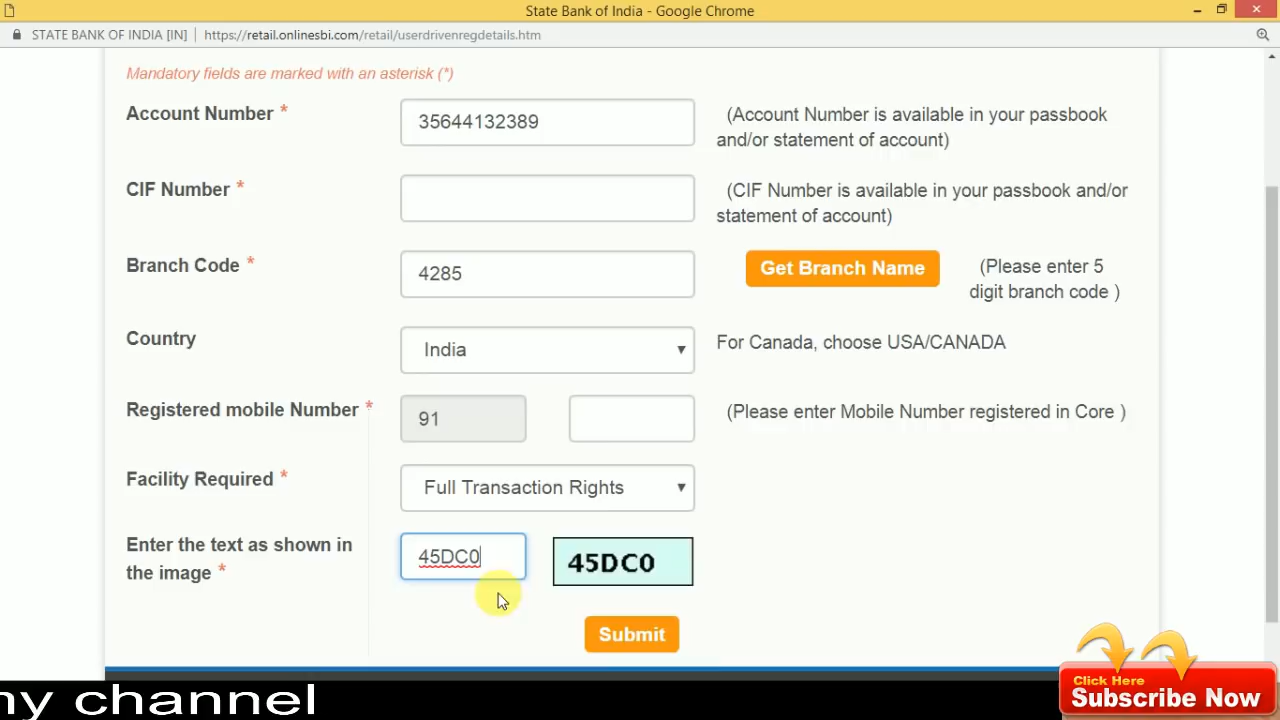 State Bank of India - Google Chrome
STATE BANK OF INDIA [IN] https://retail.onlinesbi.com/retail/userdrivenregdetails.htm
Mandatory fields are marked with an asterisk (*)
Account Number * 35644132389 (Account Number is available in your passbook
and/or statement of account)
CIF Number * (CIF Number is available in your passbook and/or
statement of account)
Branch Code * 4285 Get Branch Name (Please enter 5
digit branch code )
Country India For Canada, choose USA/CANADA
Registered mobile Number * 91 (Please enter Mobile Number registered in Core )
Facility Required * Full Transaction Rights
Enter the text as shown in
the image * 45DC0 45DC0
Submit
ny channel
Click Here
Subscribe Now